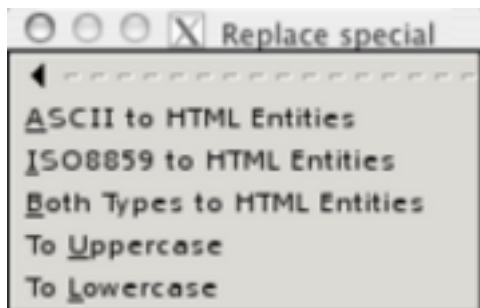 X Replace special
ASCII to HTML Entities
ISO8859 to HTML Entities
Both Types to HTML Entities
To Uppercase
To Lowercase